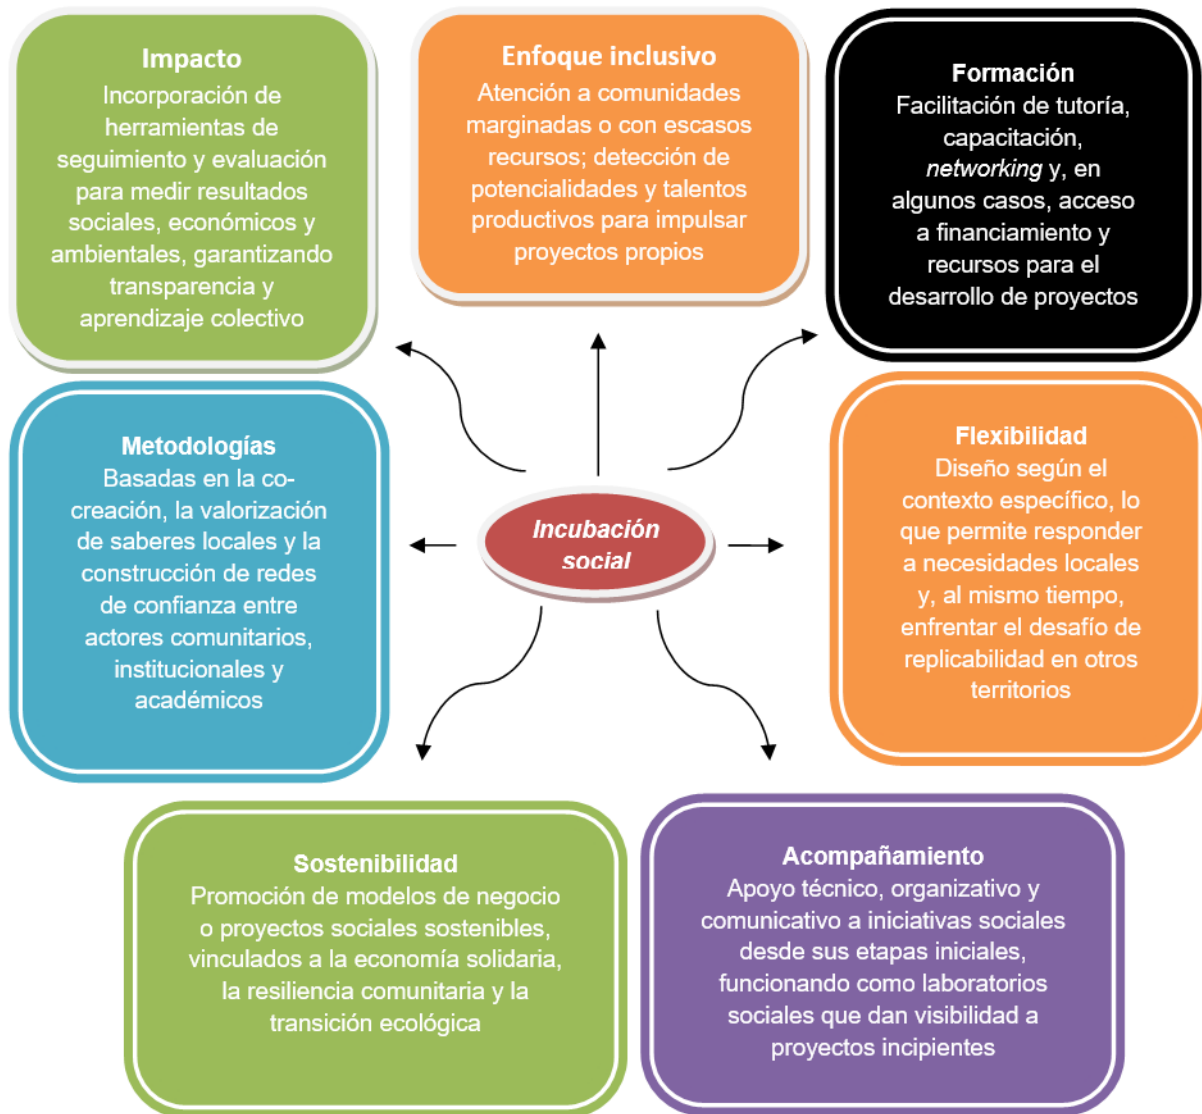 Impacto
Incorporación de
herramientas de
seguimiento y evaluación
para medir resultados
sociales, económicos y
ambientales, garantizando
transparencia y
aprendizaje colectivo
Enfoque inclusivo
Atención a comunidades
marginadas o con escasos
recursos; detección de
potencialidades y talentos
productivos para impulsar
proyectos propios
Formación
Facilitación de tutoría,
capacitación,
networking y, en
algunos casos, acceso
a financiamiento y
recursos para el
desarrollo de proyectos
Metodologías
Basadas en la co-
creación, la valorización
de saberes locales y la
construcción de redes
de confianza entre
actores comunitarios,
institucionales y
académicos
Incubación
social
Flexibilidad
Diseño según el
contexto específico, lo
que permite responder
a necesidades locales
y, al mismo tiempo,
enfrentar el desafío de
replicabilidad en otros
territorios
Sostenibilidad
Promoción de modelos de negocio
o proyectos sociales sostenibles,
vinculados a la economía solidaria,
la resiliencia comunitaria y la
transición ecológica
Acompañamiento
Apoyo técnico, organizativo y
comunicativo a iniciativas sociales
desde sus etapas iniciales,
funcionando como laboratorios
sociales que dan visibilidad a
proyectos incipientes